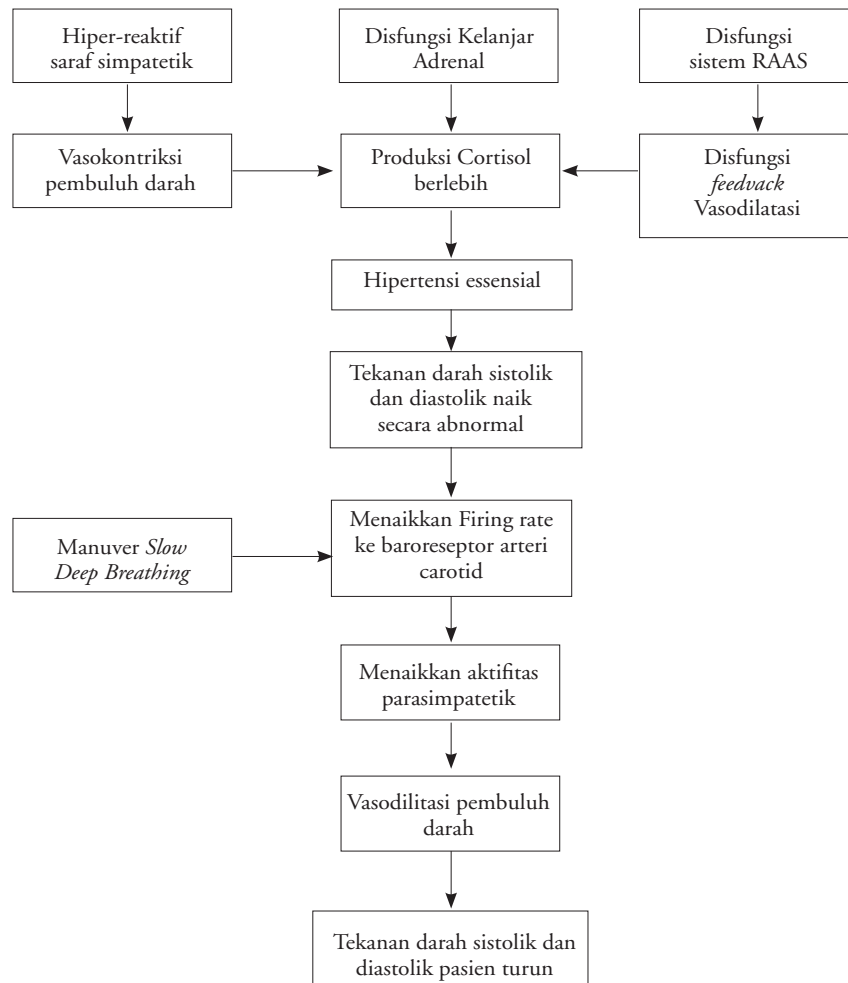 Hiper-reaktif
saraf simpatetik
Disfungsi Kelanjar
Adrenal
Disfungsi
sistem RAAS
Vasokontriksi
pembuluh darah
Produksi Cortisol
berlebih
Disfungsi
feedvack
Vasodilatasi
Hipertensi essensial
Tekanan darah sistolik
dan diastolik naik
secara abnormal
Manuver Slow
Deep Breathing
Menaikkan Firing rate
ke baroreseptor arteri
carotid
Menaikkan aktifitas
parasimpatetik
Vasodilitasi pembuluh
darah
Tekanan darah sistolik dan
diastolik pasien turun